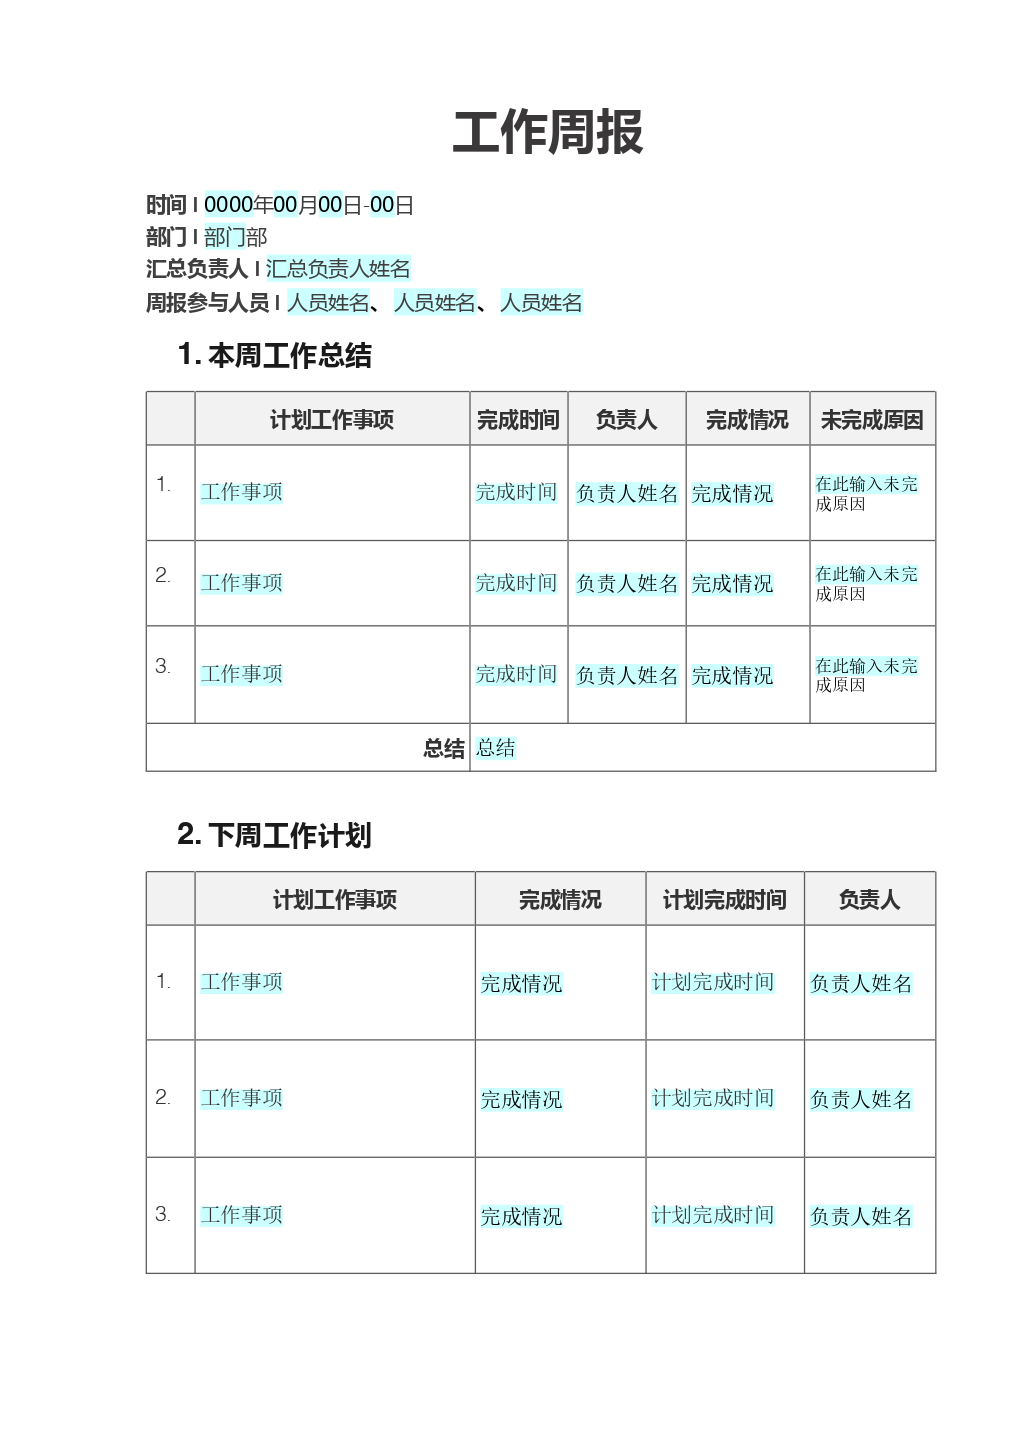 工作周报
时间 | 0000年00月00日-00日
部门 | 部门部
汇总负责人 | 汇总负责人姓名
周报参与人员 | 人员姓名、人员姓名、人员姓名
1. 本周工作总结
计划工作事项 完成时间 负责人 完成情况 未完成原因
1. 工作事项 完成时间 负责人姓名 完成情况 在此输入未完
成原因
2. 工作事项 完成时间 负责人姓名 完成情况 在此输入未完
成原因
3. 工作事项 完成时间 负责人姓名 完成情况 在此输入未完
成原因
总结 总结
2. 下周工作计划
计划工作事项 完成情况 计划完成时间 负责人
1. 工作事项 完成情况 计划完成时间 负责人姓名
2. 工作事项 完成情况 计划完成时间 负责人姓名
3. 工作事项 完成情况 计划完成时间 负责人姓名